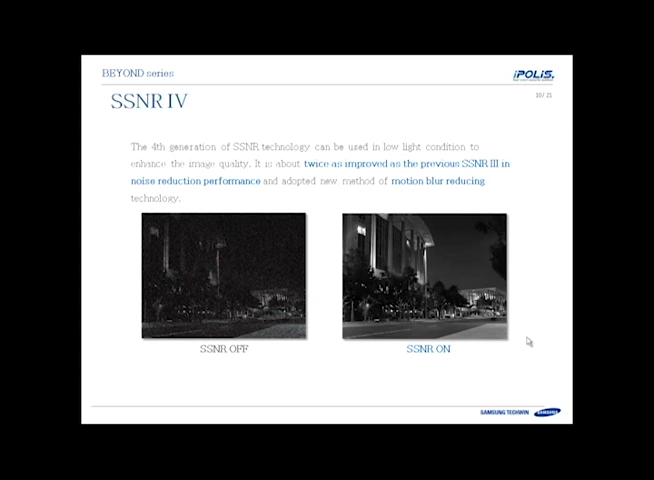 BEYOND series
iPOLiS.
SSNR IV
10/ 21
The 4th generation of SSNR technology can be used in low light condition to
enhance the image quality. It is about twice as improved as the previous SSNR III in
noise reduction performance and adopted new method of motion blur reducing
technology.
SSNR OFF
SSNR ON
SAMSUNG TECHWIN
SAMSUNG